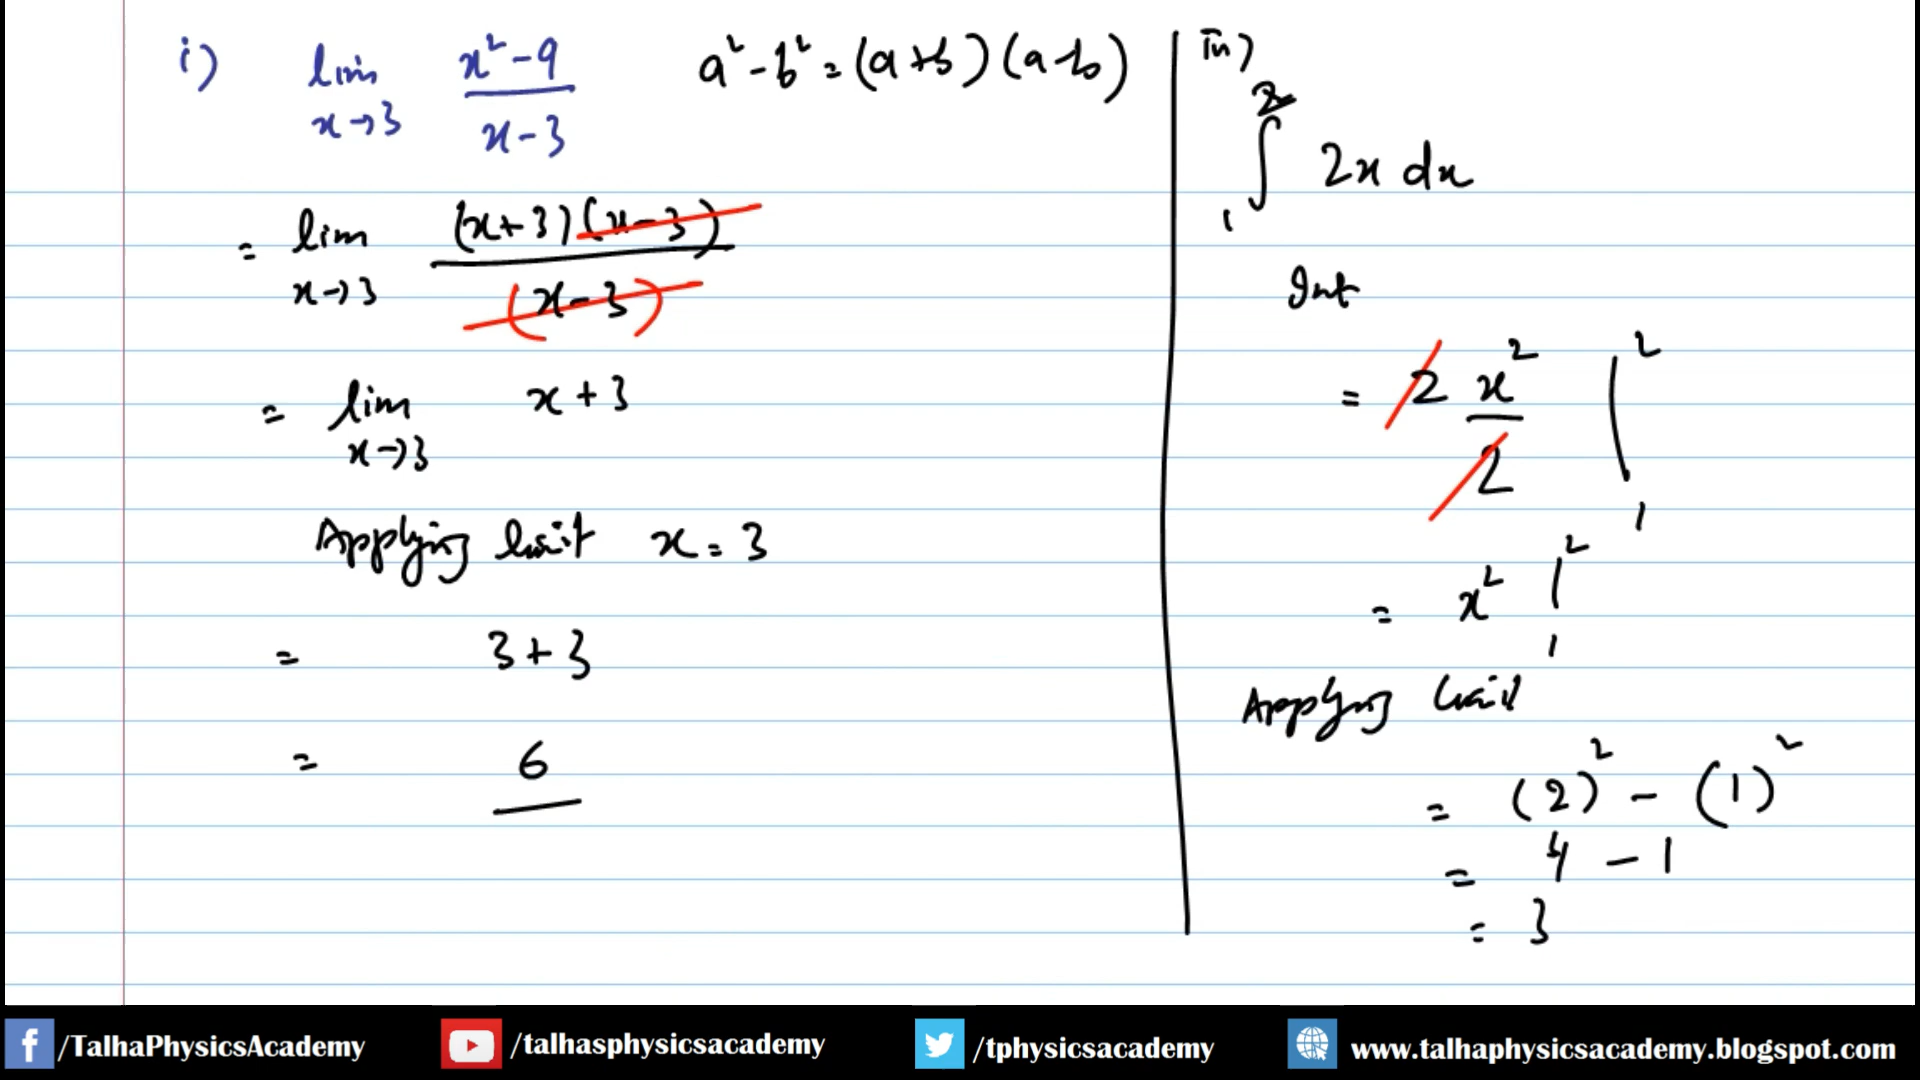 i) lim x→3 x²-9 / x-3 a²-b² = (a+b)(a-b)
= lim x→3 (x+3)(x-3) / (x-3)
= lim x→3 x+3
Applying limit x = 3
= 3+3
= 6
iii)
∫₁² 2x dx
Int
= 2 x²/2 |₁²
= x² |₁²
Applying limit
= (2)² - (1)²
= 4 - 1
= 3
/TalhaPhysicsAcademy
/talhasphysicsacademy
/tphysicsacademy
www.talhaphysicsacademy.blogspot.com